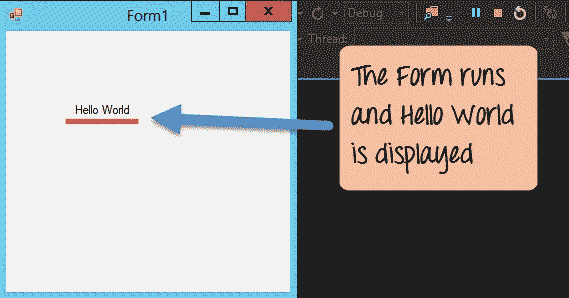 Form1
Debug
Thread:
Hello World
The Form runs
and Hello World
is displayed